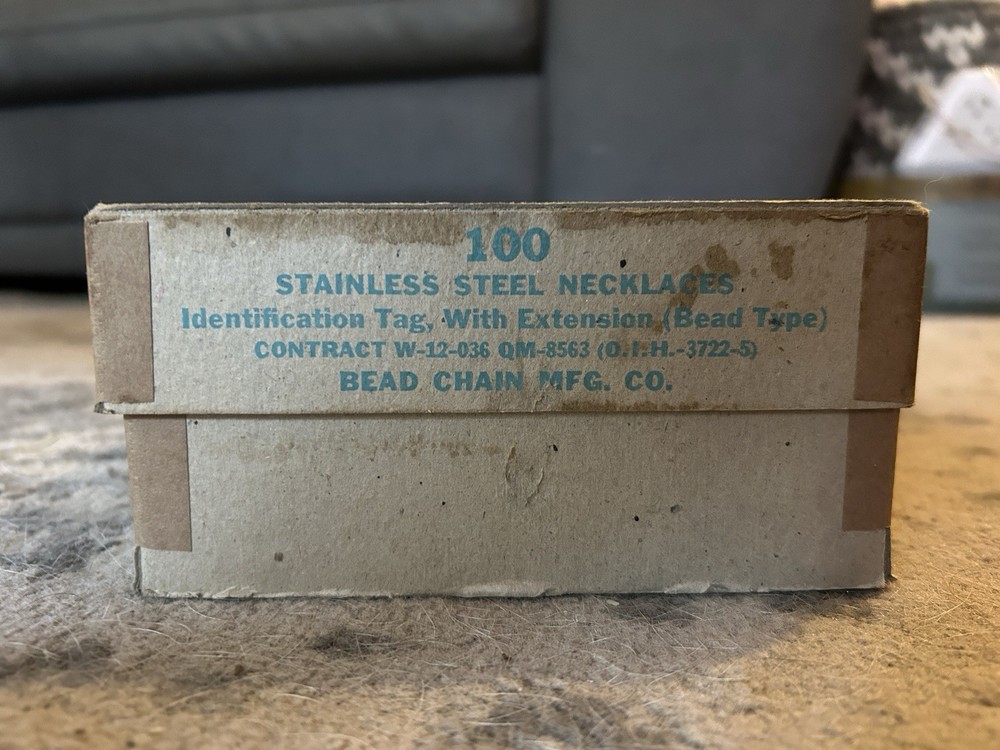 100
STAINLESS STEEL NECKLACES
Identification Tag, With Extension (Bead Type)
CONTRACT W-12-036 QM-8563 (O.I.H.-3722-S)
BEAD CHAIN MFG. CO.